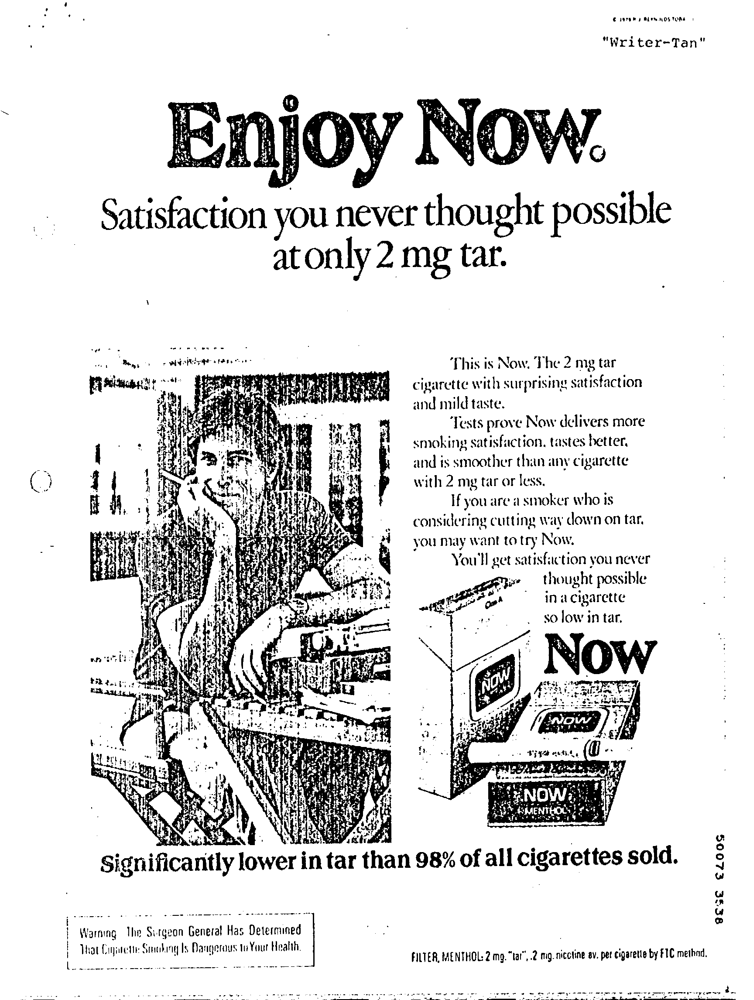 "Writer-Tan"
Enjoy Now.
Satisfaction you never thought possible
at only 2 mg tar.
This is Now. The 2 mg tar
cigarette with surprising satisfaction
and mild taste.
Tests prove Now delivers more
smoking satisfaction, tastes better,
and is smoother than any cigarette
with 2 mg tar or less.
If you are a smoker who is
considering cutting way down on tar,
you may want to try Now.
You'll get satisfaction you never
thought possible
in a cigarette
so low in tar.
NOW
NOW
NOW
NOW
MENTHOL
Significantly lower in tar than 98% of all cigarettes sold.
50073 3538
Warning The Surgeon General Has Determined
That Cigarette Smoking Is Dangerous to Your Health.
FILTER, MENTHOL: 2 mg. "tar", .2 mg. nicotine av. per cigarette by FTC method.